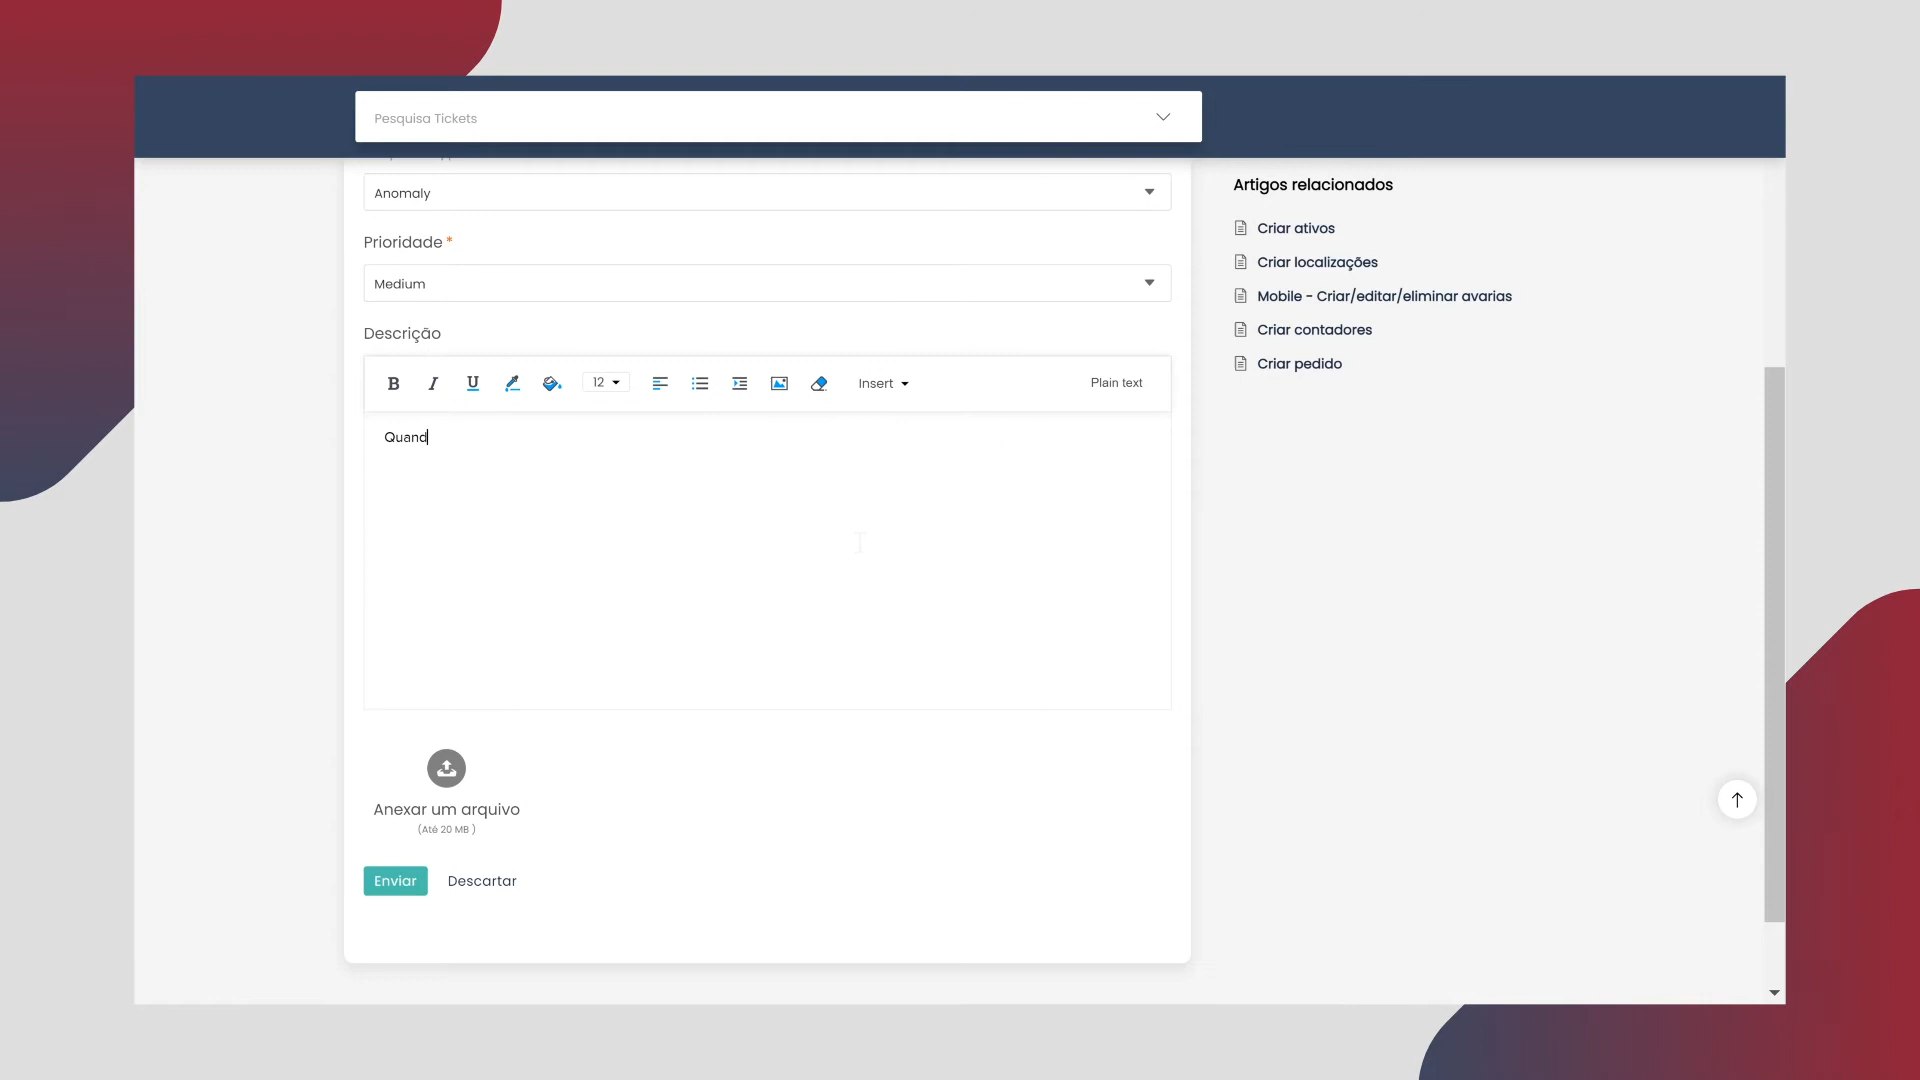 Pesquisa Tickets
Anomaly
Prioridade *
Medium
Descrição
B I U 12 Insert Plain text
Quand
Anexar um arquivo
(Até 20 MB )
Enviar Descartar
Artigos relacionados
Criar ativos
Criar localizações
Mobile - Criar/editar/eliminar avarias
Criar contadores
Criar pedido